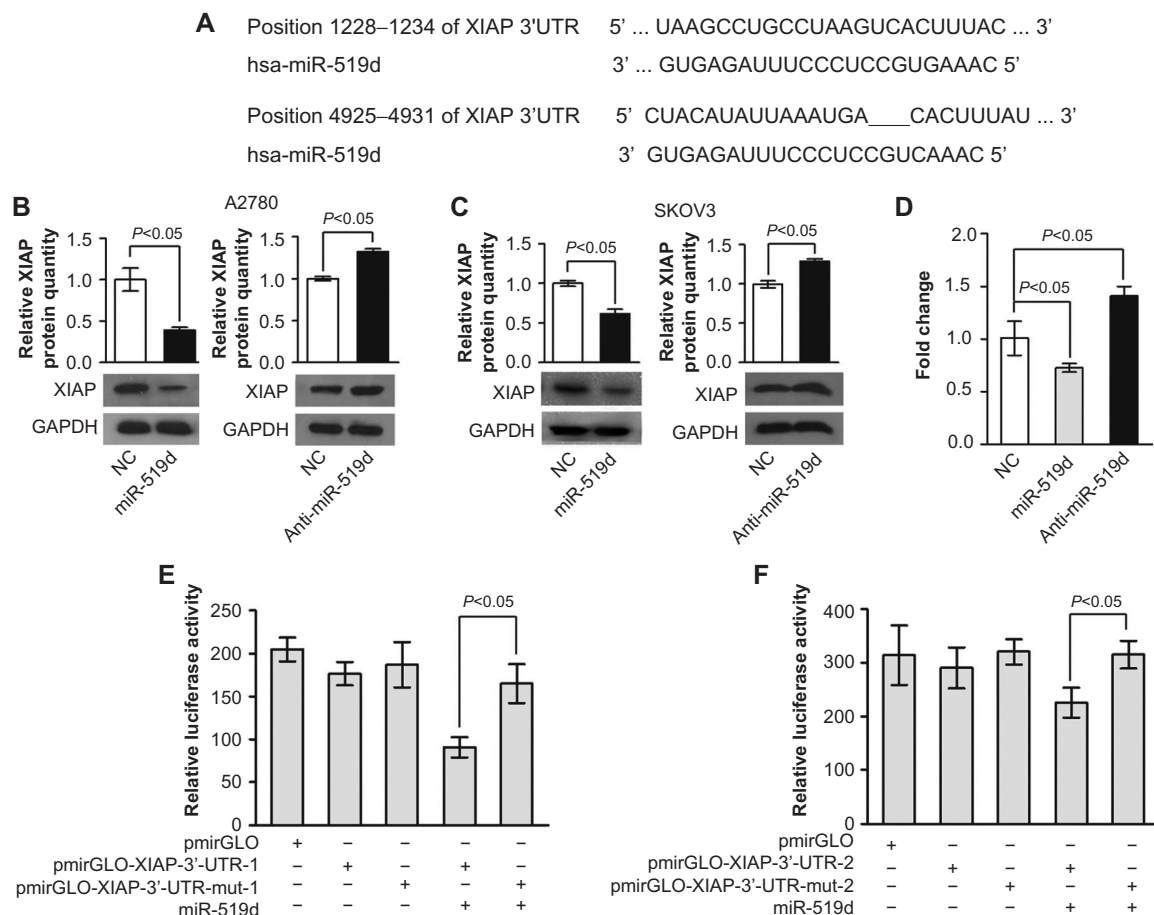 A
Position 1228–1234 of XIAP 3'UTR 5' ... UAAGCCUGCCUAAGUCACUUUAC ... 3'
hsa-miR-519d 3' ... GUGAGAUUUCCCUCCGUGAAAC 5'
Position 4925–4931 of XIAP 3'UTR 5' CUACAUAUUAAAUGA___CACUUUAU ... 3'
hsa-miR-519d 3' GUGAGAUUUCCCUCCGUCAAAC 5'
B
A2780
Relative XIAP
protein quantity
1.5
1.0
0.5
0.0
P<0.05
XIAP
GAPDH
NC
miR-519d
Relative XIAP
protein quantity
1.5
1.0
0.5
0.0
P<0.05
XIAP
GAPDH
NC
Anti-miR-519d
C
SKOV3
Relative XIAP
protein quantity
1.5
1.0
0.5
0.0
P<0.05
XIAP
GAPDH
NC
miR-519d
Relative XIAP
protein quantity
1.5
1.0
0.5
0.0
P<0.05
XIAP
GAPDH
NC
Anti-miR-519d
D
Fold change
2.0
1.5
1.0
0.5
0.0
P<0.05
P<0.05
NC
miR-519d
Anti-miR-519d
E
Relative luciferase activity
250
200
150
100
50
0
P<0.05
pmirGLO + – – – –
pmirGLO-XIAP-3'-UTR-1 – + – + –
pmirGLO-XIAP-3'-UTR-mut-1 – – + – +
miR-519d – – – + +
F
Relative luciferase activity
400
300
200
100
0
P<0.05
pmirGLO + – – – –
pmirGLO-XIAP-3'-UTR-2 – + – + –
pmirGLO-XIAP-3'-UTR-mut-2 – – + – +
miR-519d – – – + +